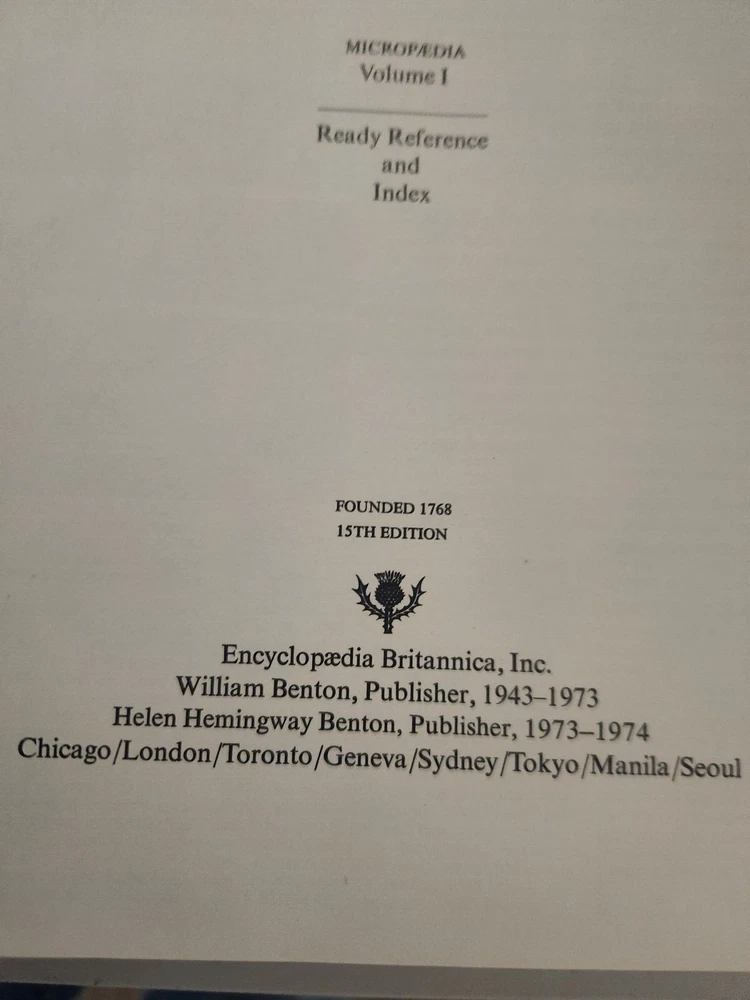 MICROPÆDIA
Volume I
Ready Reference
and
Index
FOUNDED 1768
15TH EDITION
Encyclopædia Britannica, Inc.
William Benton, Publisher, 1943–1973
Helen Hemingway Benton, Publisher, 1973–1974
Chicago/London/Toronto/Geneva/Sydney/Tokyo/Manila/Seoul